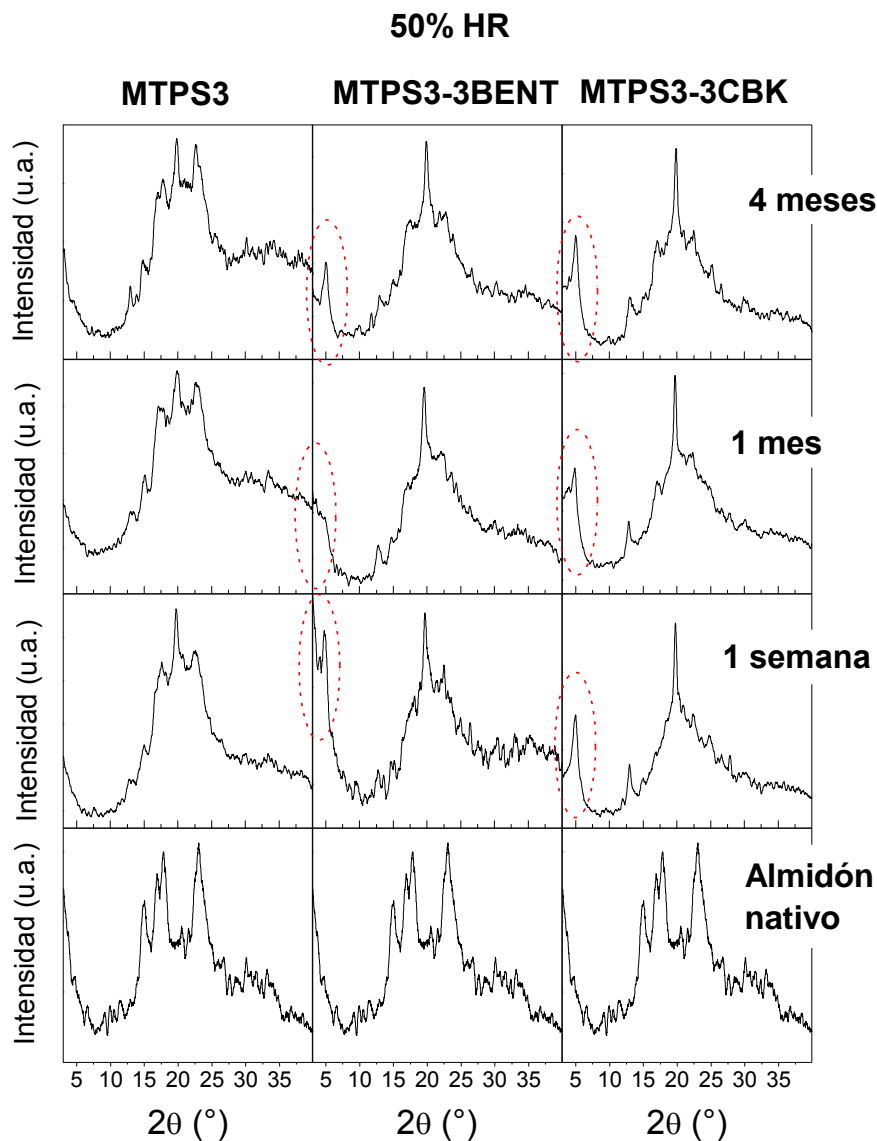 50% HR
MTPS3 MTPS3-3BENT MTPS3-3CBK
Intensidad (u.a.)
4 meses
Intensidad (u.a.)
1 mes
Intensidad (u.a.)
1 semana
Intensidad (u.a.)
Almidón
nativo
5 10 15 20 25 30 35 5 10 15 20 25 30 35 5 10 15 20 25 30 35
2θ (°) 2θ (°) 2θ (°)